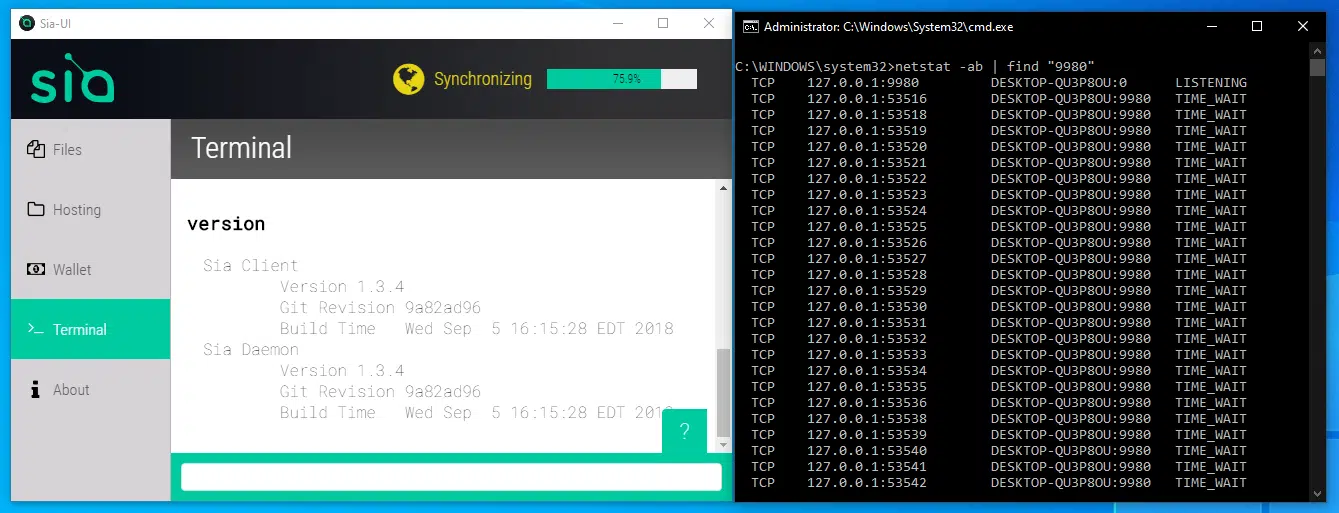 Sia-UI
sia
Synchronizing 75.9%
Files
Hosting
Wallet
Terminal
About
Terminal
version
Sia Client
Version 1.3.4
Git Revision 9a82ad96
Build Time Wed Sep 5 16:15:28 EDT 2018
Sia Daemon
Version 1.3.4
Git Revision 9a82ad96
Build Time Wed Sep 5 16:15:28 EDT 2018
?
Administrator: C:\Windows\System32\cmd.exe
C:\WINDOWS\system32>netstat -ab | find "9980"
TCP 127.0.0.1:9980 DESKTOP-QU3P8OU:0 LISTENING
TCP 127.0.0.1:53516 DESKTOP-QU3P8OU:9980 TIME_WAIT
TCP 127.0.0.1:53518 DESKTOP-QU3P8OU:9980 TIME_WAIT
TCP 127.0.0.1:53519 DESKTOP-QU3P8OU:9980 TIME_WAIT
TCP 127.0.0.1:53520 DESKTOP-QU3P8OU:9980 TIME_WAIT
TCP 127.0.0.1:53521 DESKTOP-QU3P8OU:9980 TIME_WAIT
TCP 127.0.0.1:53522 DESKTOP-QU3P8OU:9980 TIME_WAIT
TCP 127.0.0.1:53523 DESKTOP-QU3P8OU:9980 TIME_WAIT
TCP 127.0.0.1:53524 DESKTOP-QU3P8OU:9980 TIME_WAIT
TCP 127.0.0.1:53525 DESKTOP-QU3P8OU:9980 TIME_WAIT
TCP 127.0.0.1:53526 DESKTOP-QU3P8OU:9980 TIME_WAIT
TCP 127.0.0.1:53527 DESKTOP-QU3P8OU:9980 TIME_WAIT
TCP 127.0.0.1:53528 DESKTOP-QU3P8OU:9980 TIME_WAIT
TCP 127.0.0.1:53529 DESKTOP-QU3P8OU:9980 TIME_WAIT
TCP 127.0.0.1:53530 DESKTOP-QU3P8OU:9980 TIME_WAIT
TCP 127.0.0.1:53531 DESKTOP-QU3P8OU:9980 TIME_WAIT
TCP 127.0.0.1:53532 DESKTOP-QU3P8OU:9980 TIME_WAIT
TCP 127.0.0.1:53533 DESKTOP-QU3P8OU:9980 TIME_WAIT
TCP 127.0.0.1:53534 DESKTOP-QU3P8OU:9980 TIME_WAIT
TCP 127.0.0.1:53535 DESKTOP-QU3P8OU:9980 TIME_WAIT
TCP 127.0.0.1:53536 DESKTOP-QU3P8OU:9980 TIME_WAIT
TCP 127.0.0.1:53538 DESKTOP-QU3P8OU:9980 TIME_WAIT
TCP 127.0.0.1:53539 DESKTOP-QU3P8OU:9980 TIME_WAIT
TCP 127.0.0.1:53540 DESKTOP-QU3P8OU:9980 TIME_WAIT
TCP 127.0.0.1:53541 DESKTOP-QU3P8OU:9980 TIME_WAIT
TCP 127.0.0.1:53542 DESKTOP-QU3P8OU:9980 TIME_WAIT